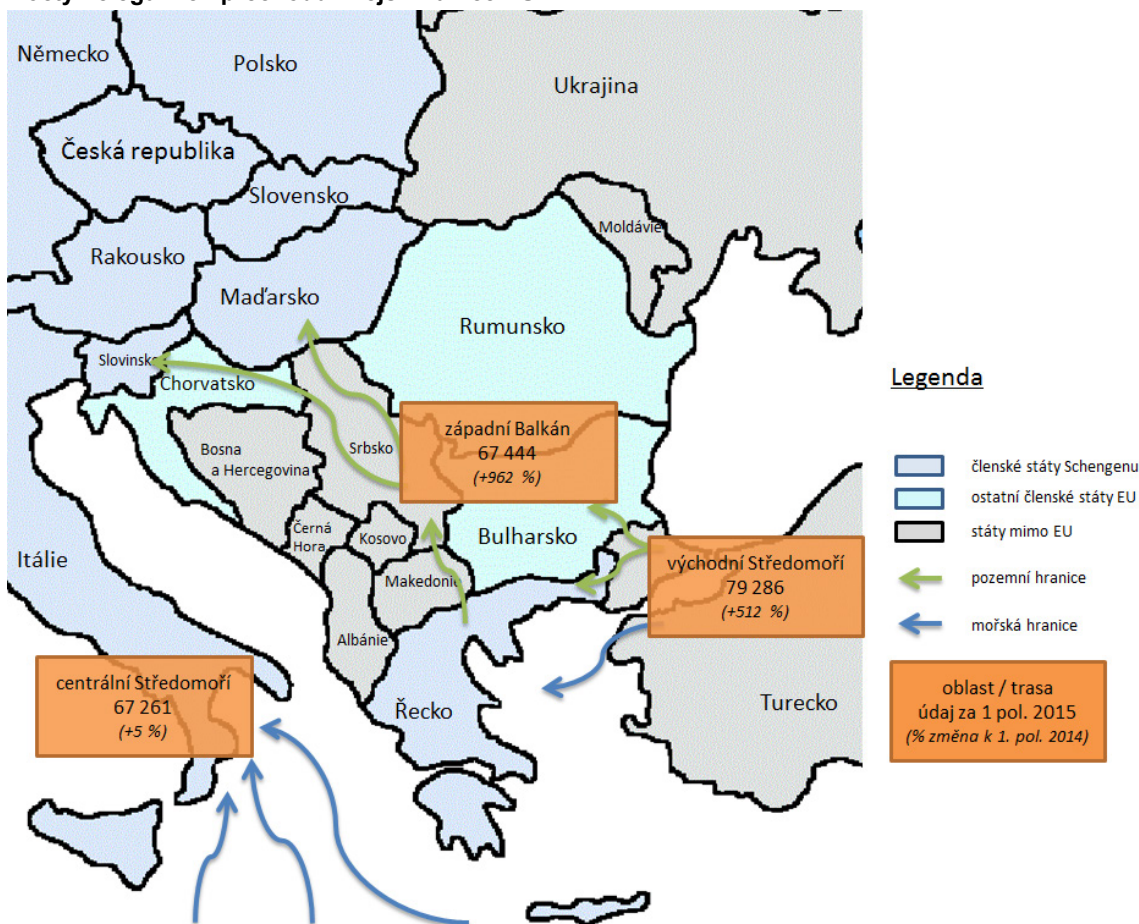 Německo
Polsko
Ukrajina
Česká republika
Slovensko
Moldávie
Rakousko
Maďarsko
Rumunsko
Slovinsko
Chorvatsko
Bosna
a Hercegovina
Srbsko
západní Balkán
67 444
(+962 %)
Itálie
Černá
Hora
Kosovo
Bulharsko
Makedonie
Albánie
východní Středomoří
79 286
(+512 %)
centrální Středomoří
67 261
(+5 %)
Řecko
Turecko
Legenda
členské státy Schengenu
ostatní členské státy EU
státy mimo EU
pozemní hranice
mořská hranice
oblast / trasa
údaj za 1 pol. 2015
(% změna k 1. pol. 2014)